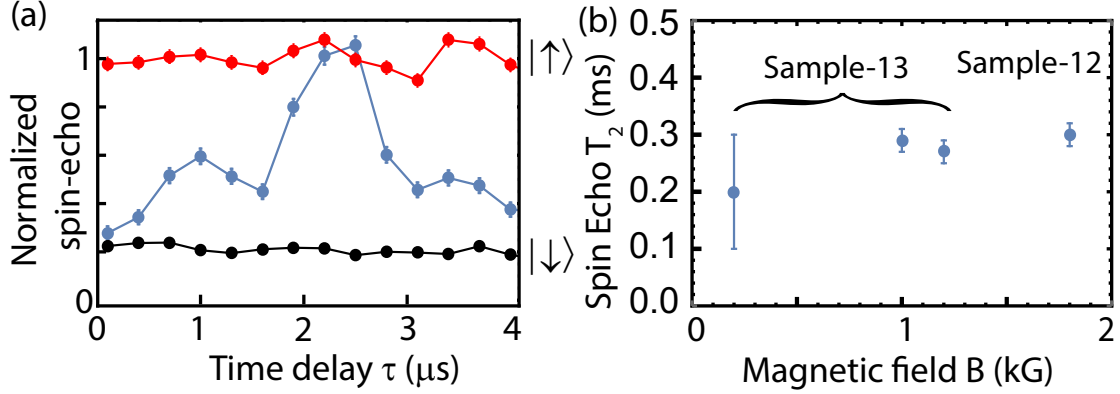 (a)
Normalized
spin-echo
1
0
0 1 2 3 4
Time delay τ (μs)
|↑⟩
|↓⟩
(b)
Spin Echo T₂ (ms)
0.5
0.4
0.3
0.2
0.1
0.0
Sample-13 Sample-12
0 1 2
Magnetic field B (kG)